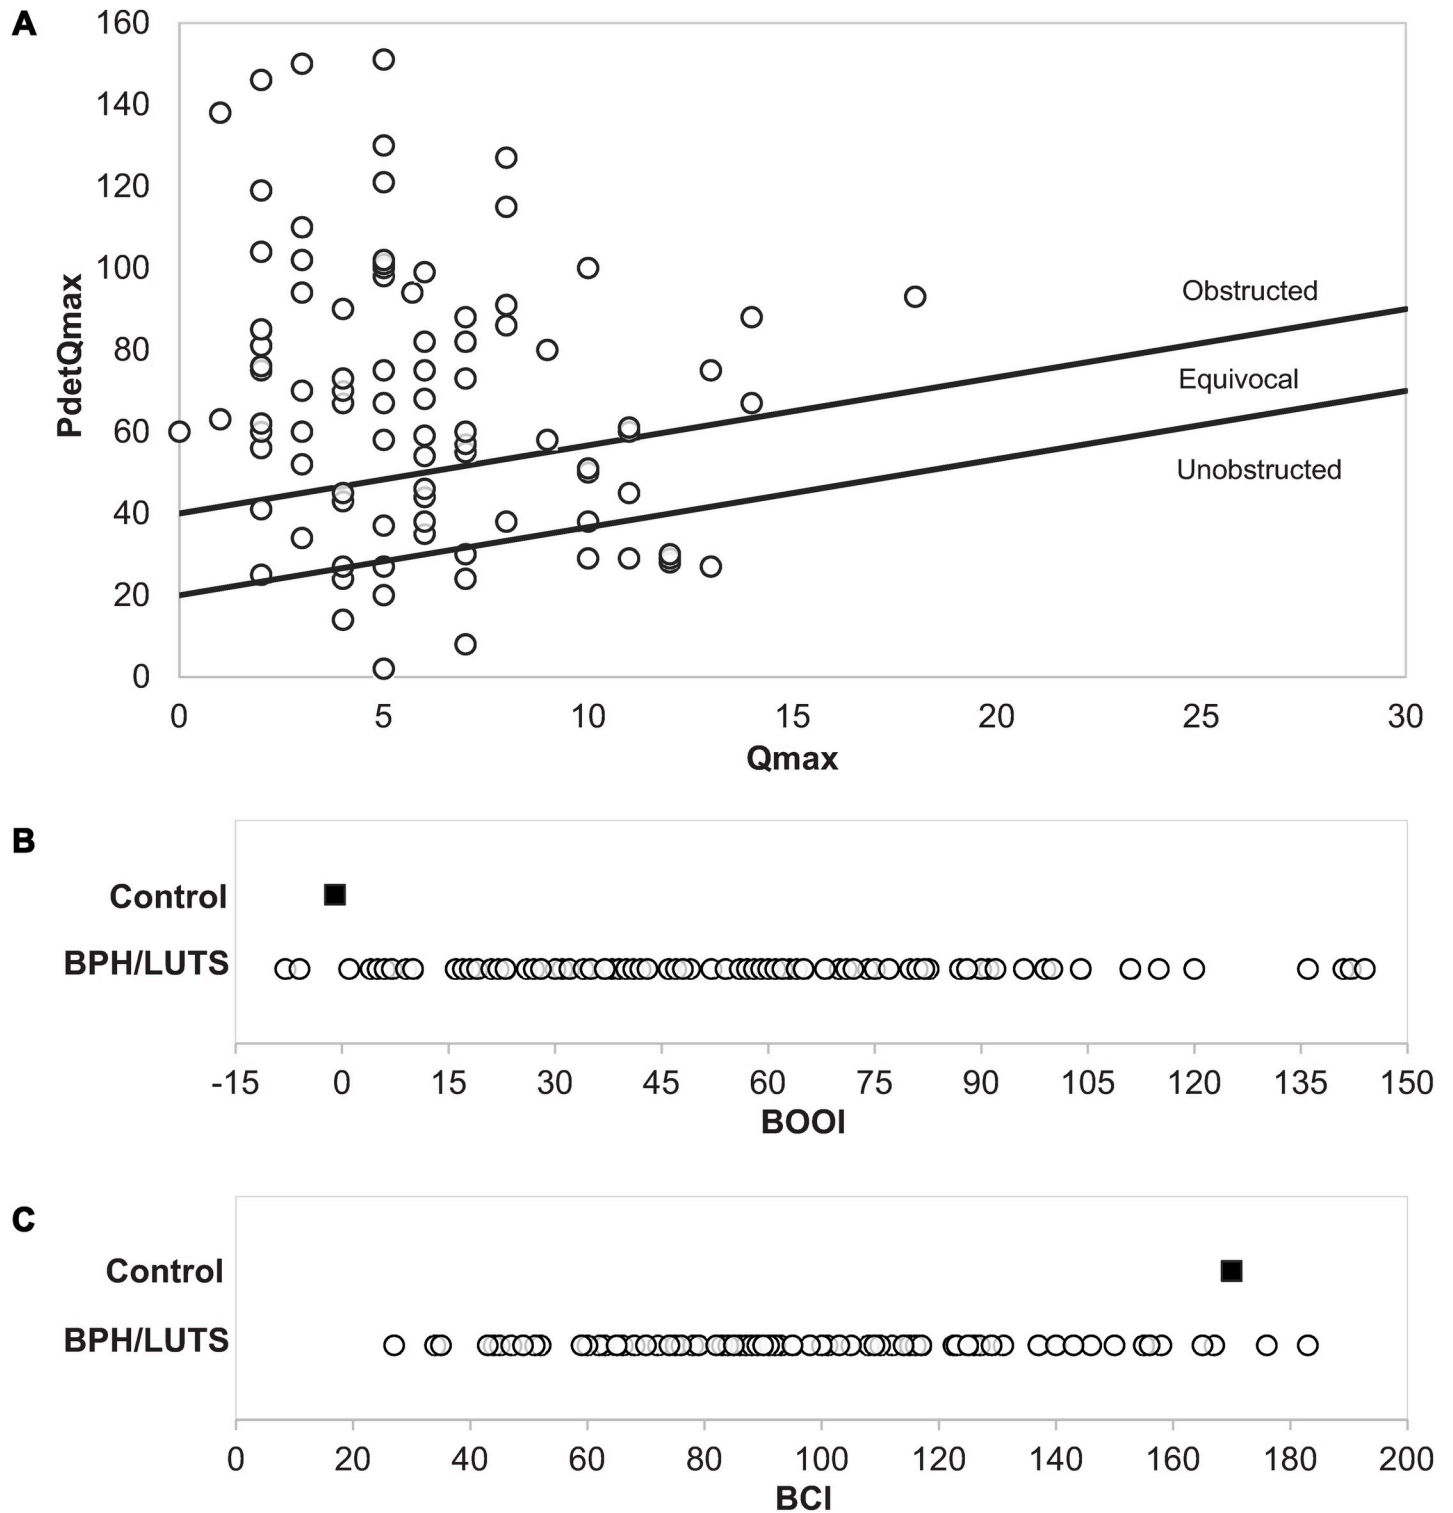 A
160
140
120
100
80
60
40
20
0
PdetQmax
Obstructed
Equivocal
Unobstructed
0 5 10 15 20 25 30
Qmax
B
Control
BPH/LUTS
-15 0 15 30 45 60 75 90 105 120 135 150
BOOI
C
Control
BPH/LUTS
0 20 40 60 80 100 120 140 160 180 200
BCI